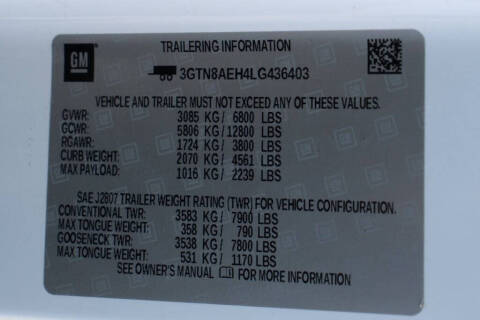 GM
TRAILERING INFORMATION
3GTN8AEH4LG436403
VEHICLE AND TRAILER MUST NOT EXCEED ANY OF THESE VALUES.
GVWR: 3085 KG/ 6800 LBS
GCWR: 5806 KG/ 12800 LBS
RGAWR: 1724 KG/ 3800 LBS
CURB WEIGHT: 2070 KG/ 4561 LBS
MAX PAYLOAD: 1016 KG/ 2239 LBS
SAE J2807 TRAILER WEIGHT RATING (TWR) FOR VEHICLE CONFIGURATION.
CONVENTIONAL TWR: 3583 KG/ 7900 LBS
MAX TONGUE WEIGHT: 358 KG/ 790 LBS
GOOSENECK TWR: 3538 KG/ 7800 LBS
MAX TONGUE WEIGHT: 531 KG/ 1170 LBS
SEE OWNER'S MANUAL FOR MORE INFORMATION